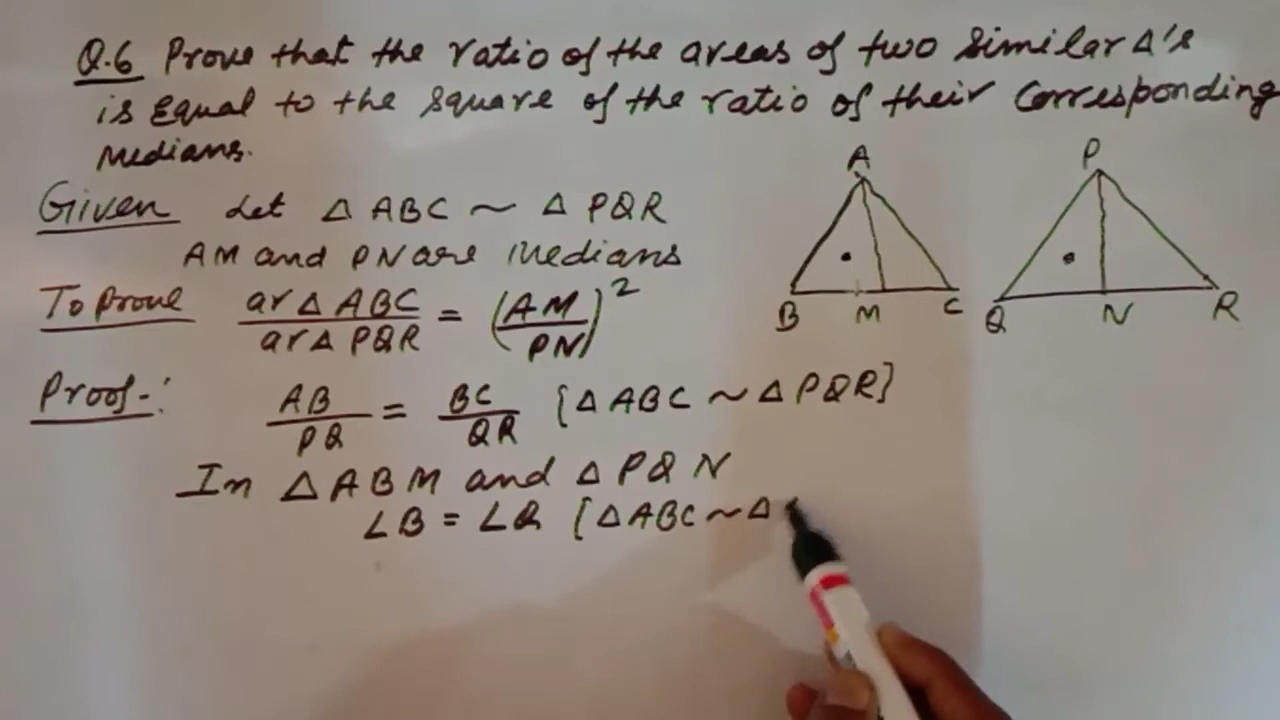 Q.6 Prove that the ratio of the areas of two similar Δ's
is equal to the square of the ratio of their Corresponding
Medians.
Given Let Δ ABC ~ Δ PQR
AM and PN are Medians
To prove ar Δ ABC / ar Δ PQR = (AM / PN)²
Proof-: AB / PQ = BC / QR [Δ ABC ~ Δ PQR]
In Δ ABM and Δ PQN
∠B = ∠Q [Δ ABC ~ Δ
A
B M C
P
Q N R